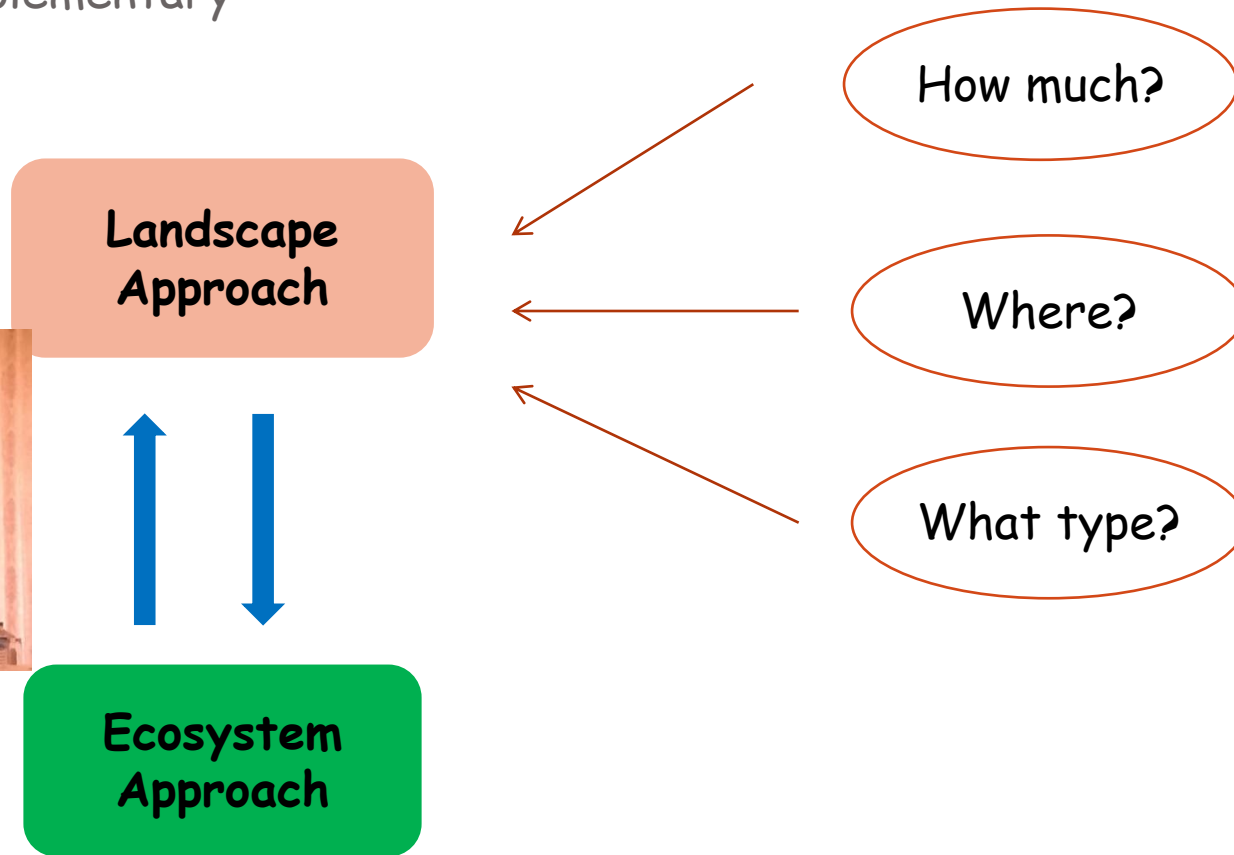 How much?
Landscape
Approach
Where?
What type?
Ecosystem
Approach